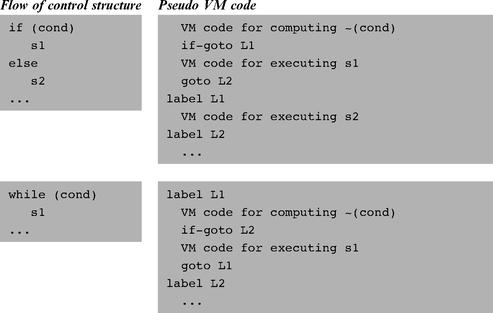 Flow of control structure
Pseudo VM code
if (cond)
s1
else
s2
...
VM code for computing ~(cond)
if-goto L1
VM code for executing s1
goto L2
label L1
VM code for executing s2
label L2
...
while (cond)
s1
...
label L1
VM code for computing ~(cond)
if-goto L2
VM code for executing s1
goto L1
label L2
...